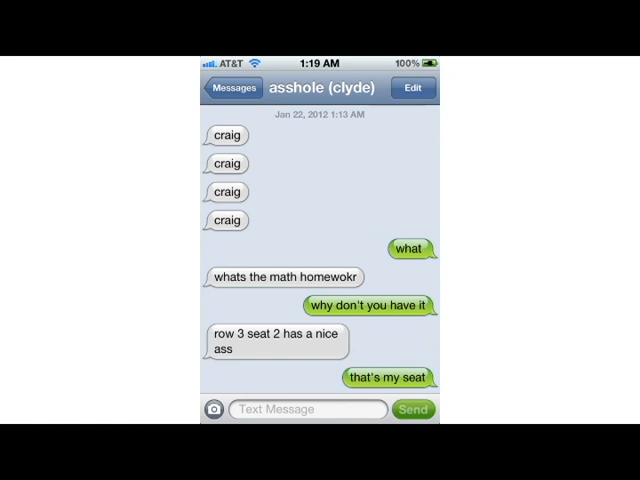 AT&T 1:19 AM 100%
Messages asshole (clyde) Edit
Jan 22, 2012 1:13 AM
craig
craig
craig
craig
what
whats the math homewokr
why don't you have it
row 3 seat 2 has a nice
ass
that's my seat
Text Message Send